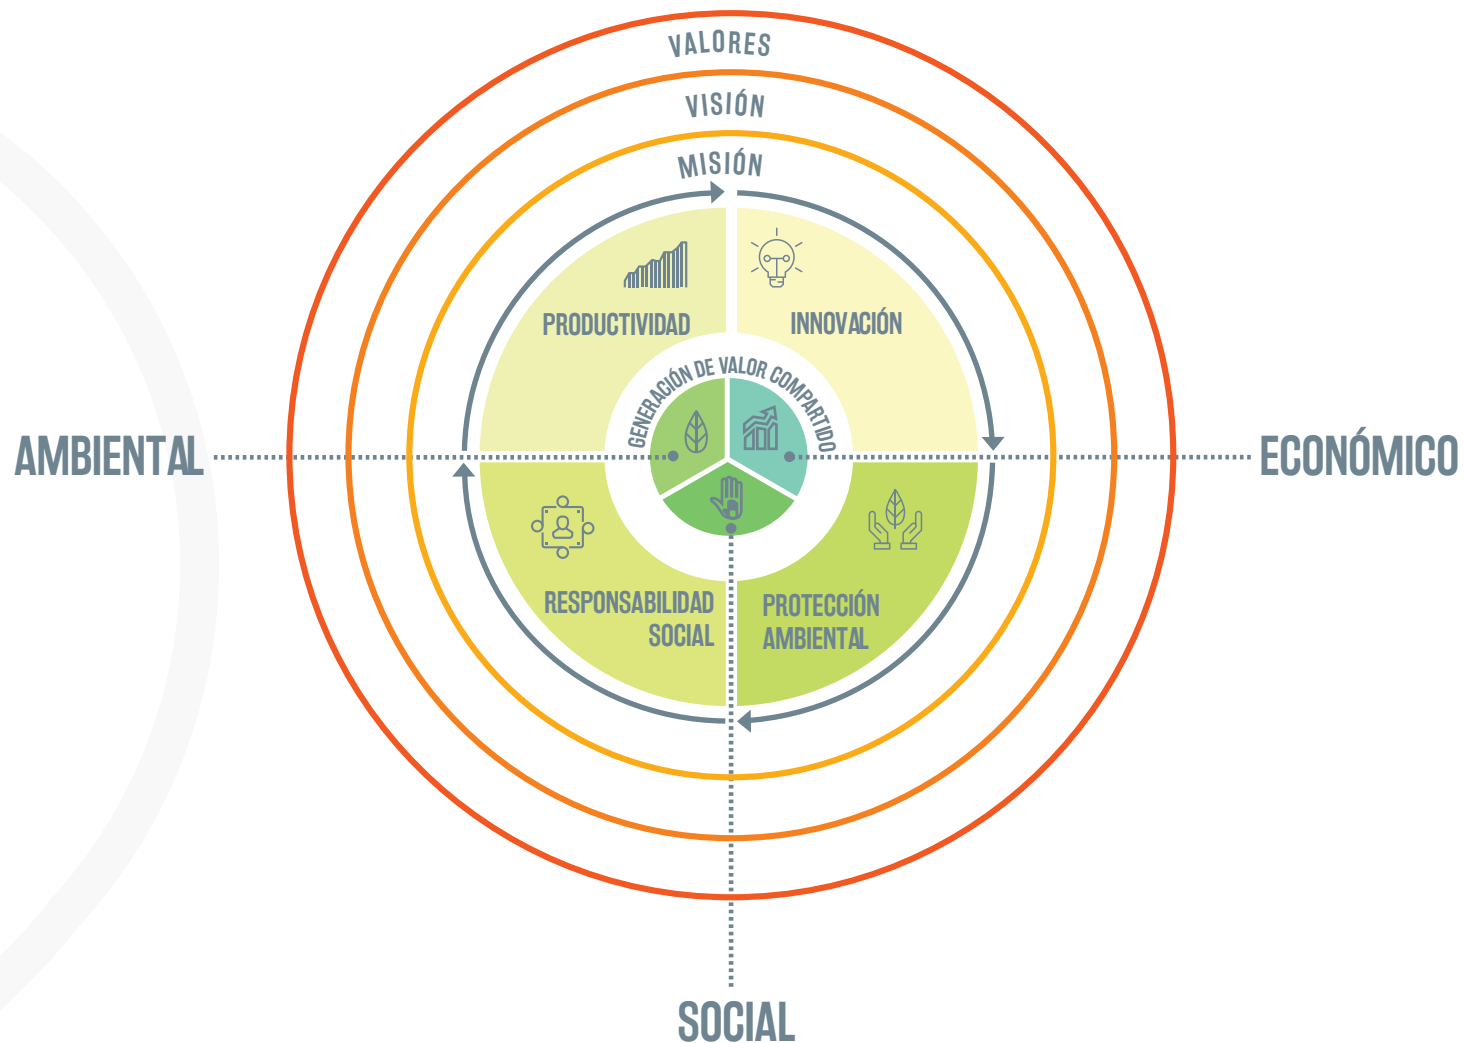 VALORES
VISIÓN
MISIÓN
PRODUCTIVIDAD
INNOVACIÓN
GENERACIÓN DE VALOR COMPARTIDO
AMBIENTAL
ECONÓMICO
RESPONSABILIDAD
SOCIAL
PROTECCIÓN
AMBIENTAL
SOCIAL